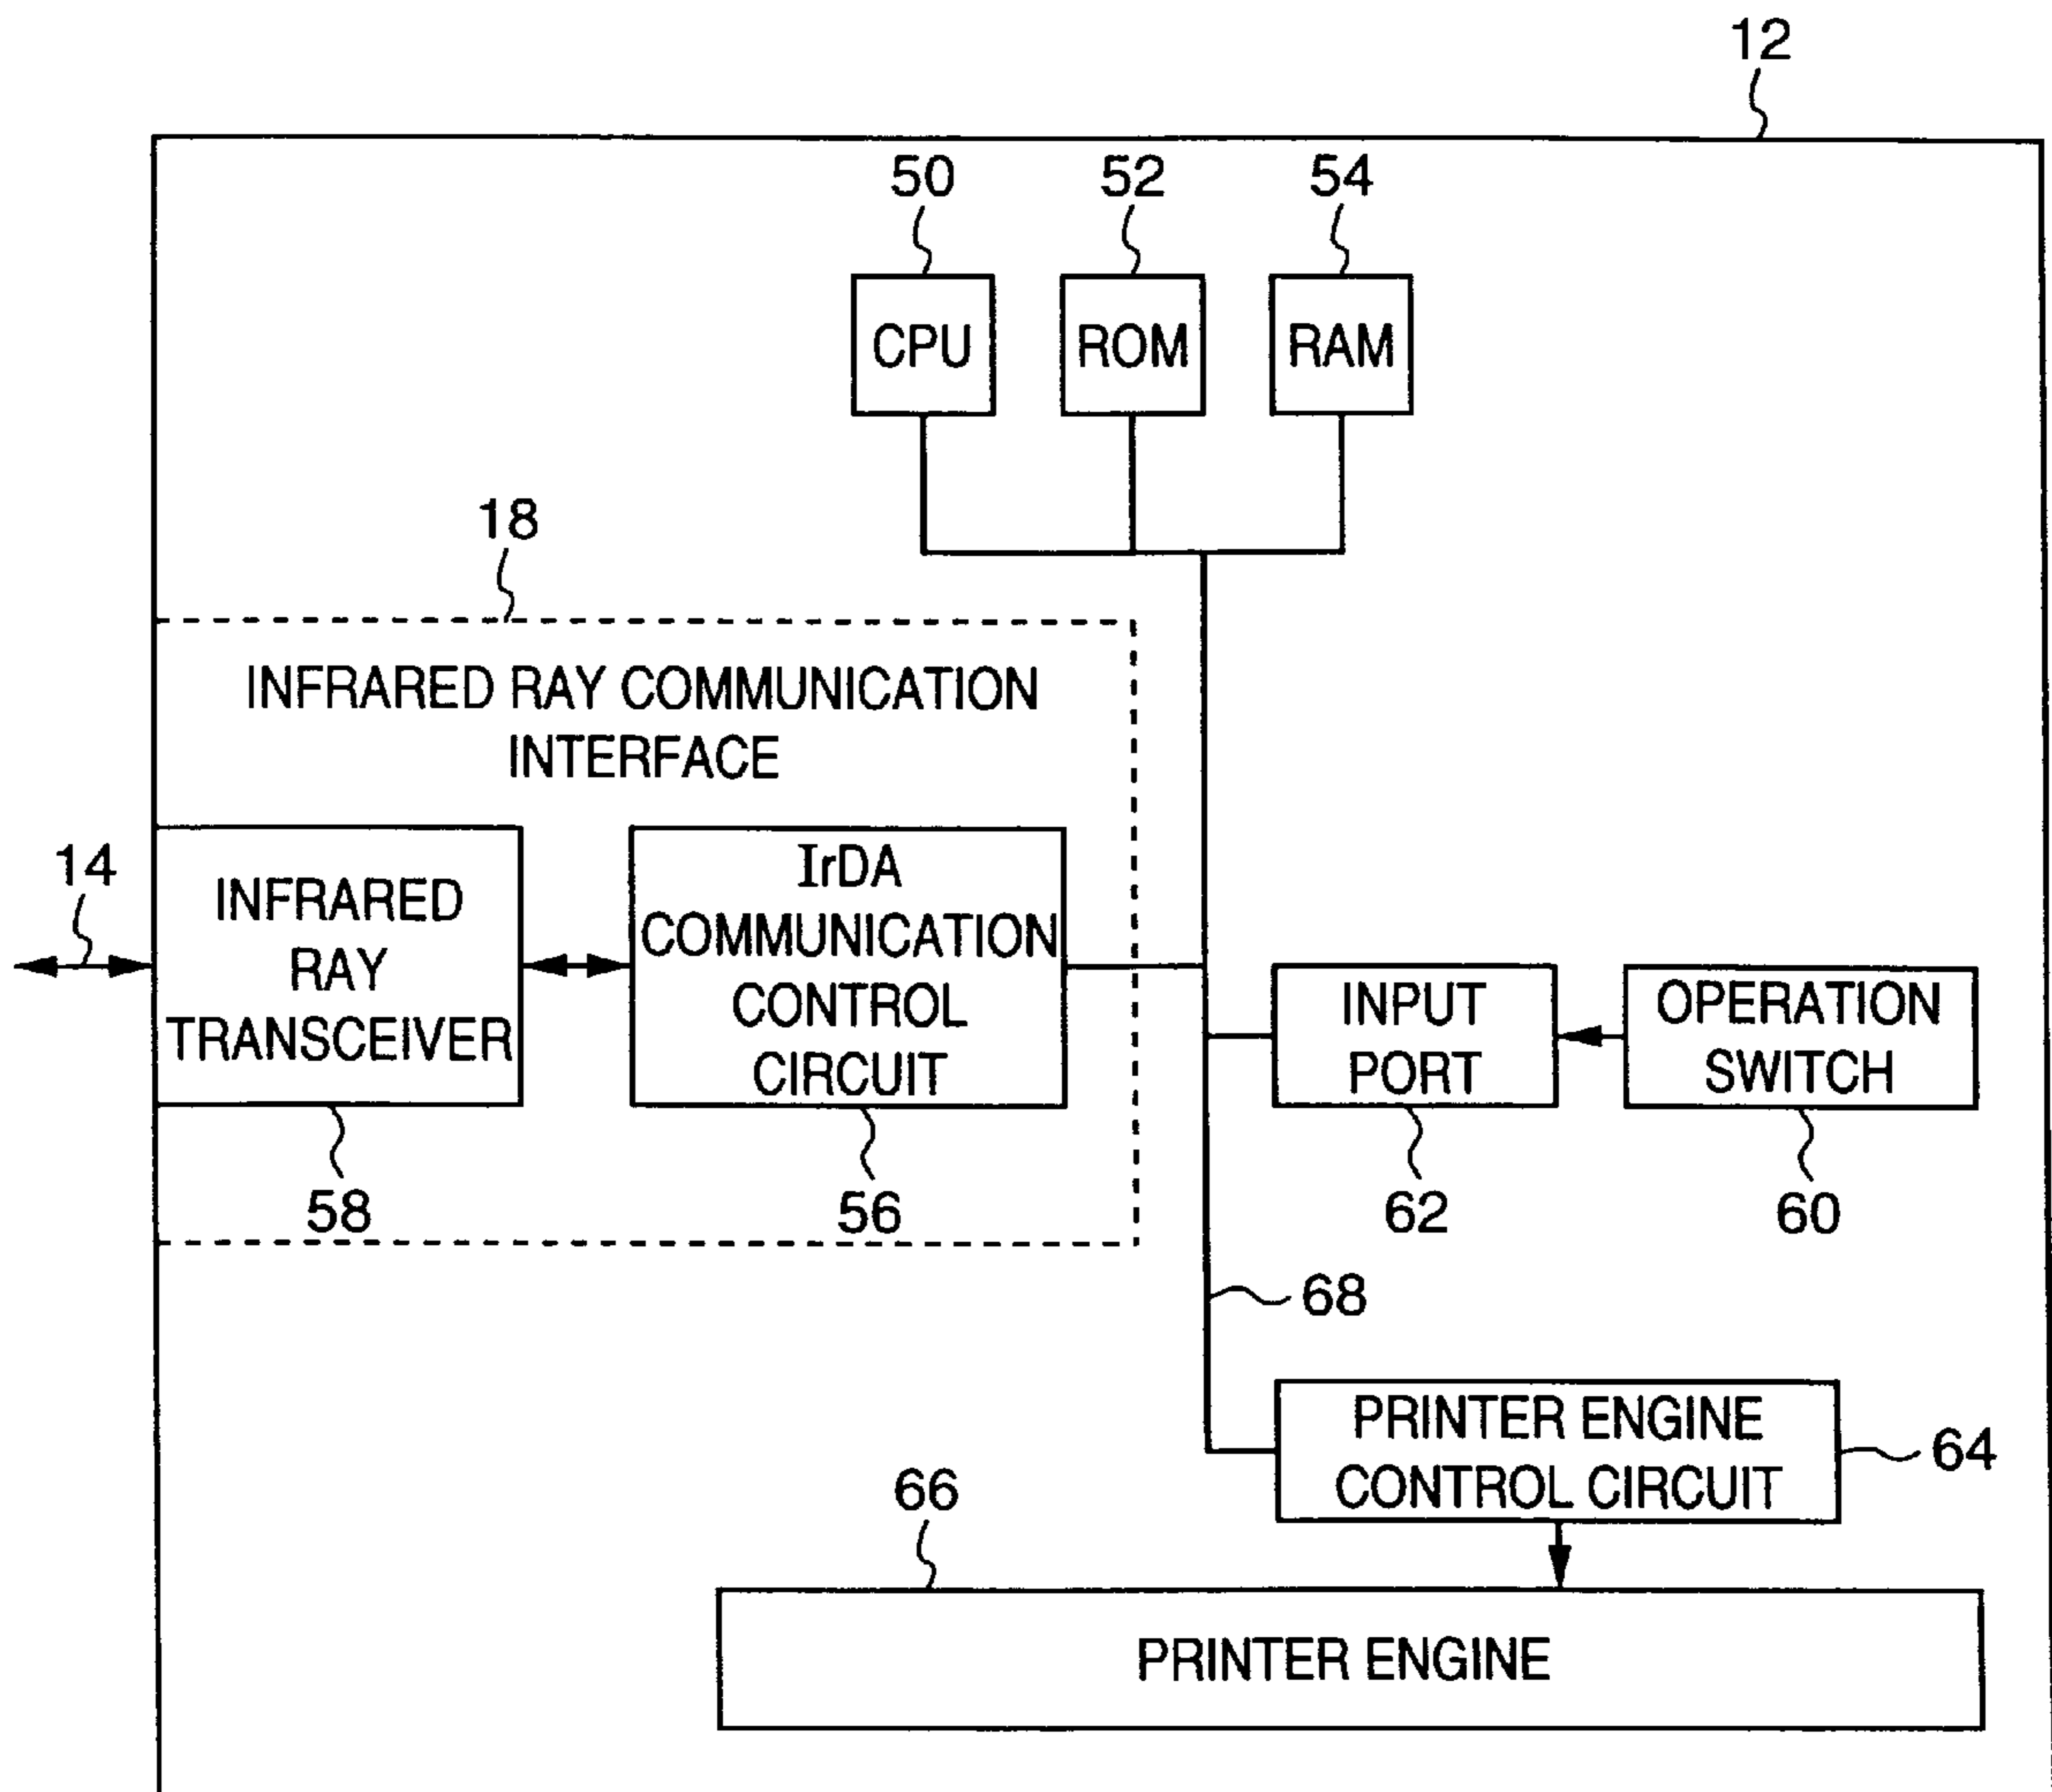 12
50
52
54
CPU
ROM
RAM
18
INFRARED RAY COMMUNICATION
INTERFACE
14
INFRARED
RAY
TRANSCEIVER
IrDA
COMMUNICATION
CONTROL
CIRCUIT
INPUT
PORT
OPERATION
SWITCH
58
56
62
60
68
PRINTER ENGINE
CONTROL CIRCUIT
64
66
PRINTER ENGINE